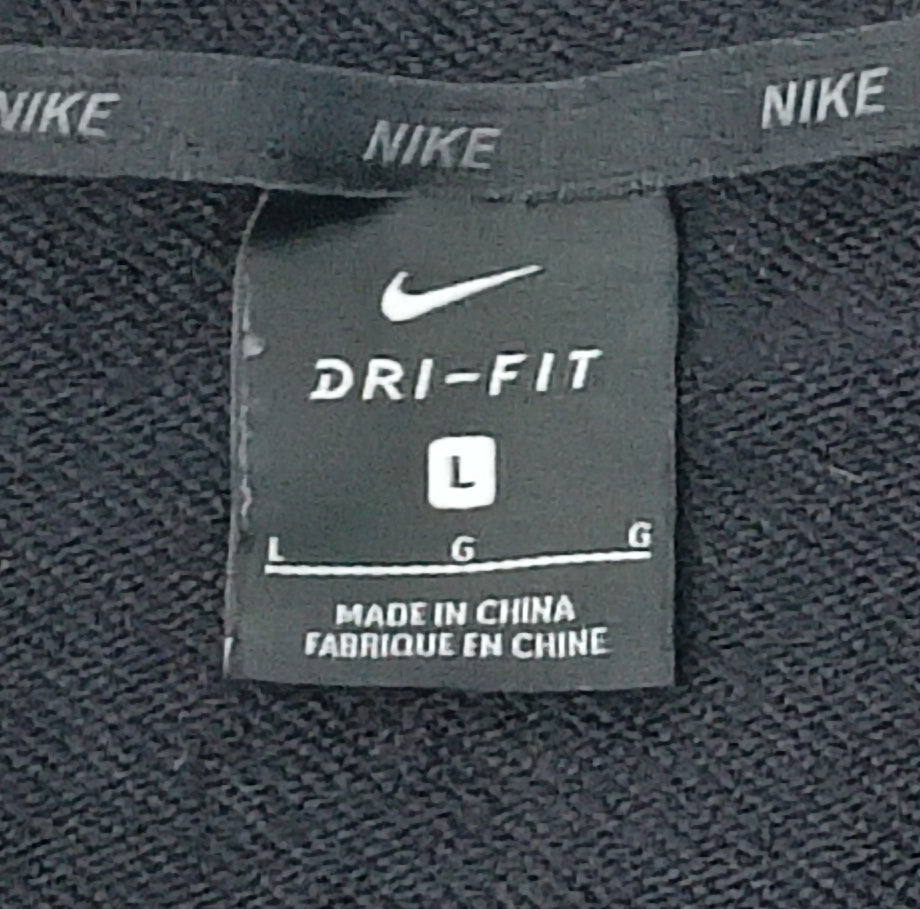 NIKE NIKE NIKE
DRI-FIT
L
L G G
MADE IN CHINA
FABRIQUE EN CHINE